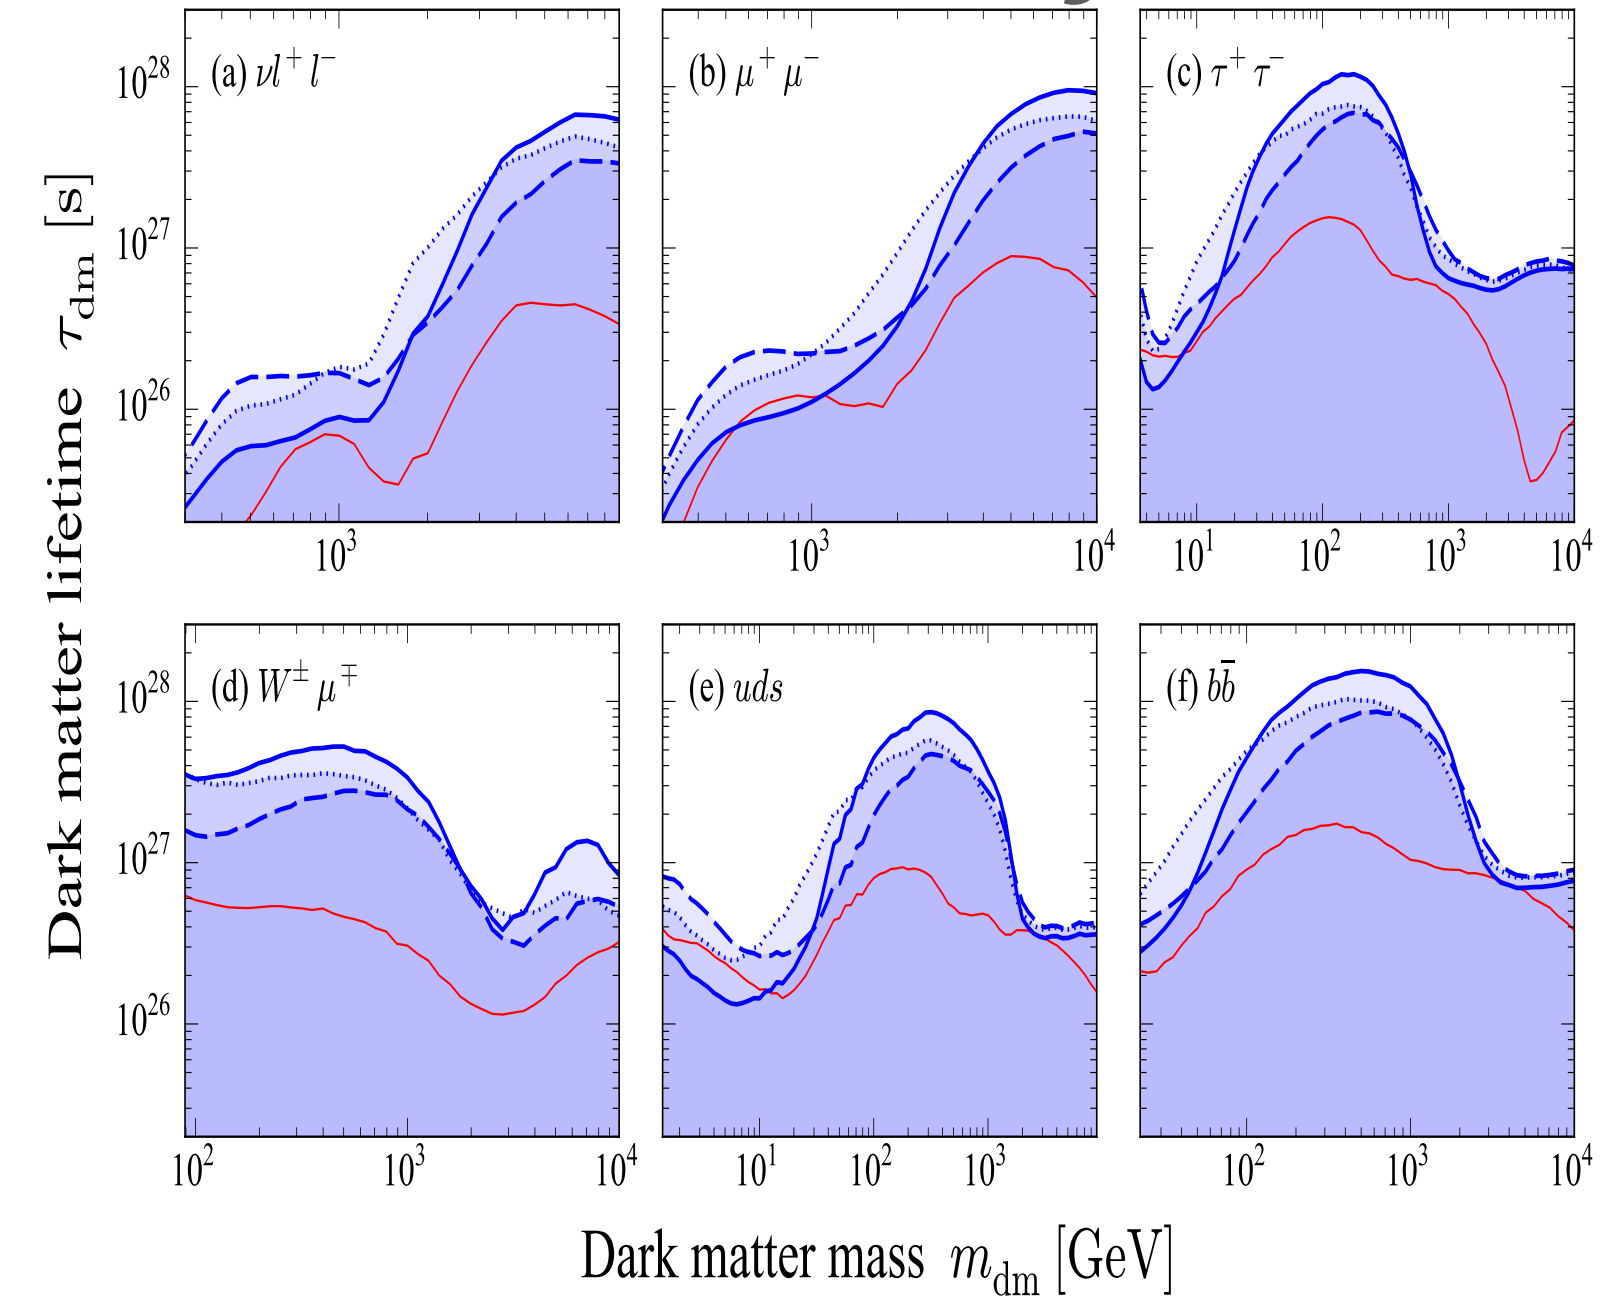 (a) νl⁺ l⁻
(b) μ⁺ μ⁻
(c) τ⁺ τ⁻
10²⁸
10²⁷
10²⁶
10³
10³ 10⁴
10¹ 10² 10³ 10⁴
Dark matter lifetime τ_dm [s]
(d) W^± μ^∓
(e) uds
(f) bb̅
10²⁸
10²⁷
10²⁶
10² 10³ 10⁴
10¹ 10² 10³
10² 10³ 10⁴
Dark matter mass m_dm [GeV]